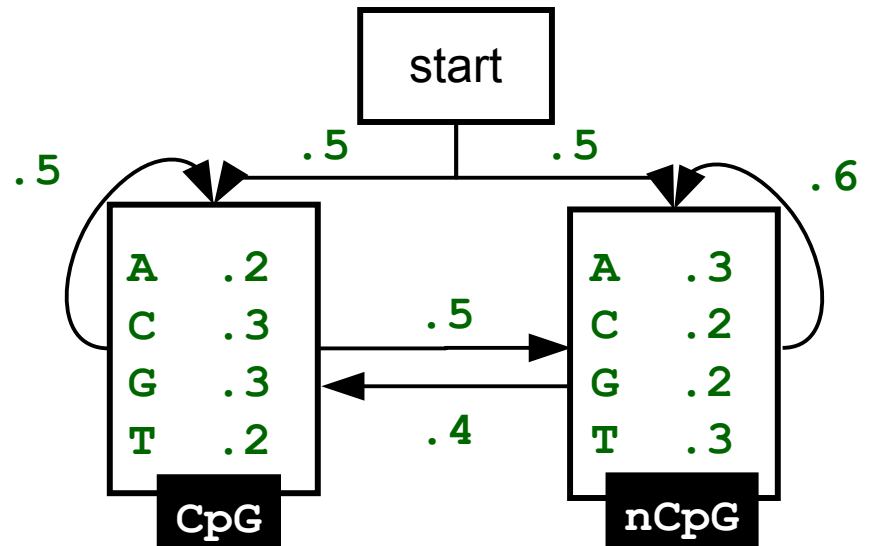 start
.5 .5
.5 .6
A .2
C .3
G .3
T .2
.5
.4
A .3
C .2
G .2
T .3
CpG
nCpG